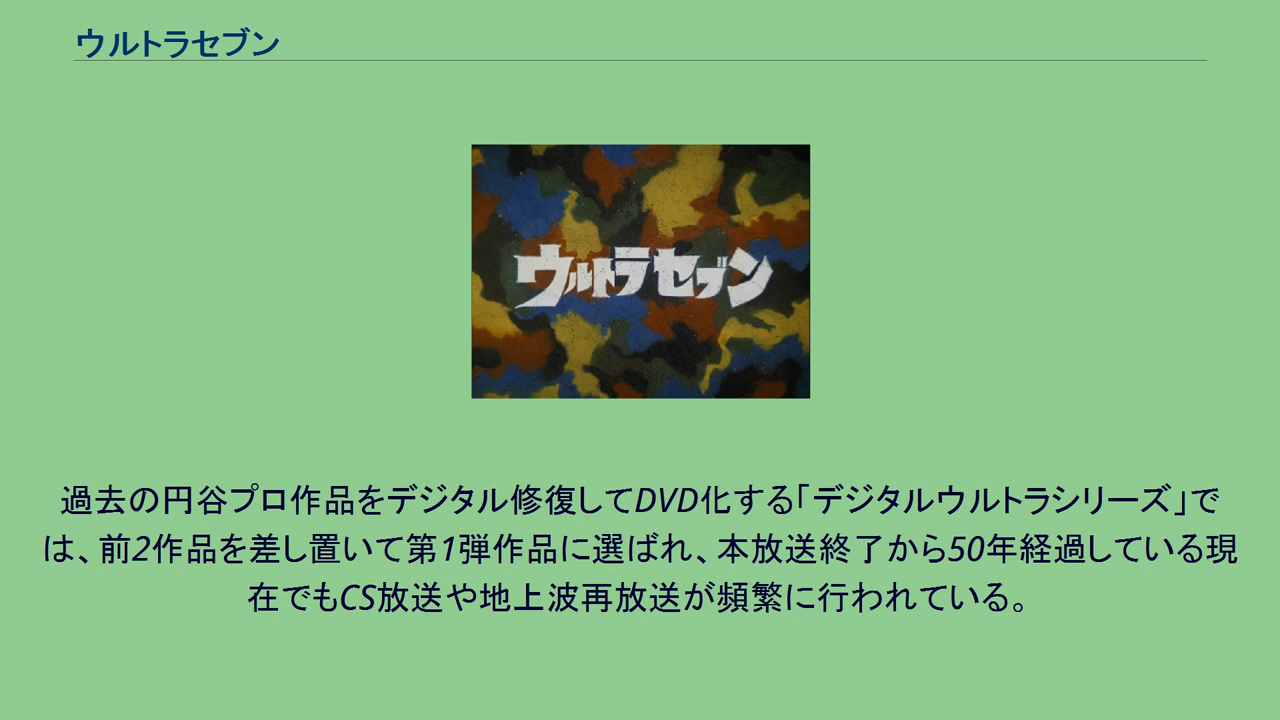 ウルトラセブン
ウルトラセブン
過去の円谷プロ作品をデジタル修復してDVD化する「デジタルウルトラシリーズ」で
は、前2作品を差し置いて第1弾作品に選ばれ、本放送終了から50年経過している現
在でもCS放送や地上波再放送が頻繁に行われている。